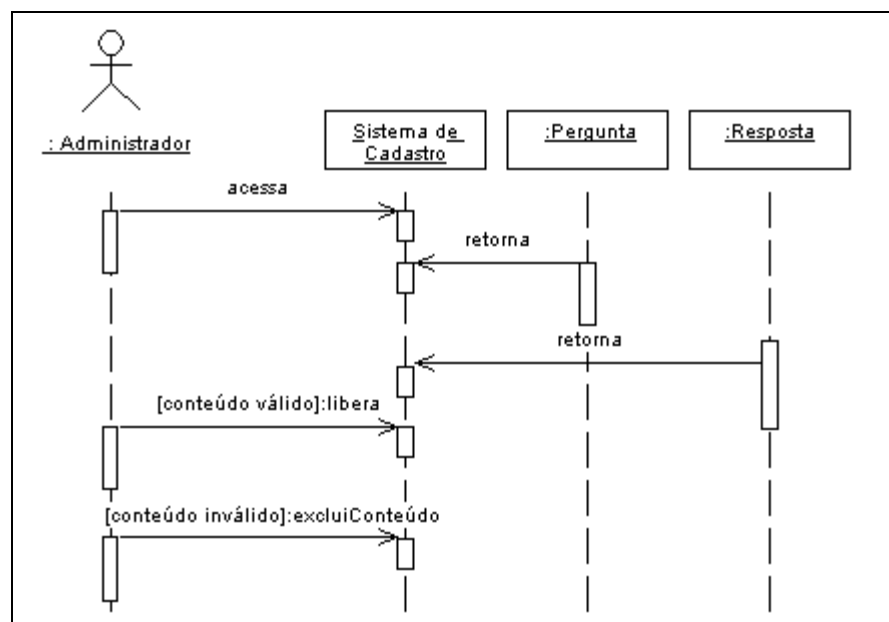 : Administrador
Sistema de
Cadastro
:Pergunta
:Resposta
acessa
retorna
retorna
[conteúdo válido]:libera
[conteúdo inválido]:excluiConteúdo